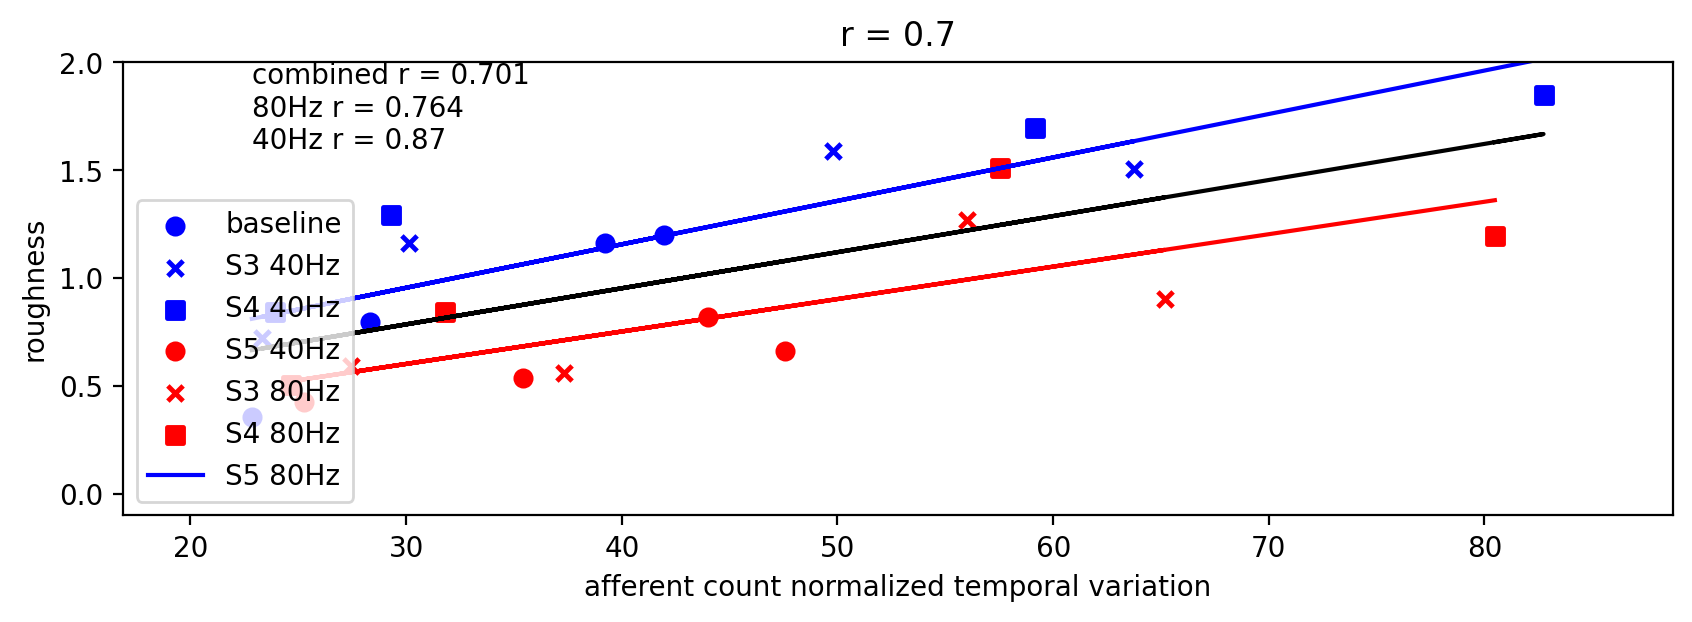 r = 0.7
combined r = 0.701
80Hz r = 0.764
40Hz r = 0.87
baseline
S3 40Hz
S4 40Hz
S5 40Hz
S3 80Hz
S4 80Hz
S5 80Hz
roughness
2.0
1.5
1.0
0.5
0.0
20 30 40 50 60 70 80
afferent count normalized temporal variation